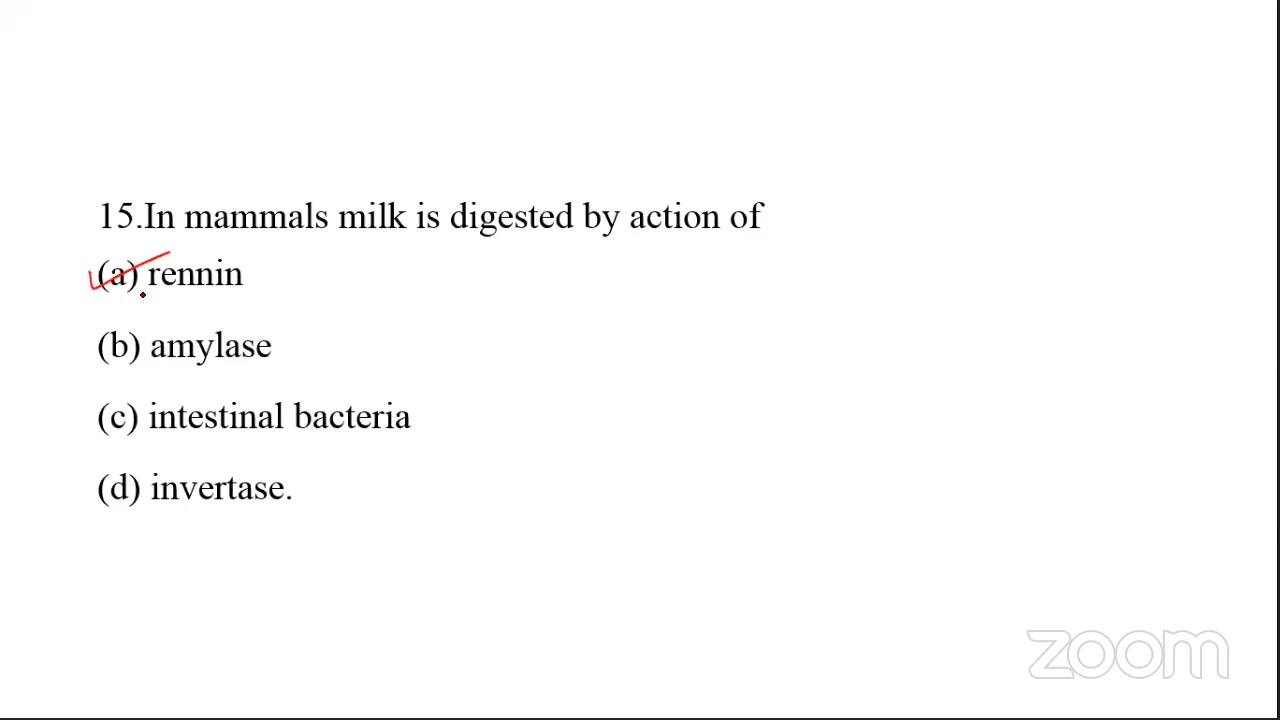 15.In mammals milk is digested by action of
(a) rennin
(b) amylase
(c) intestinal bacteria
(d) invertase.
zoom